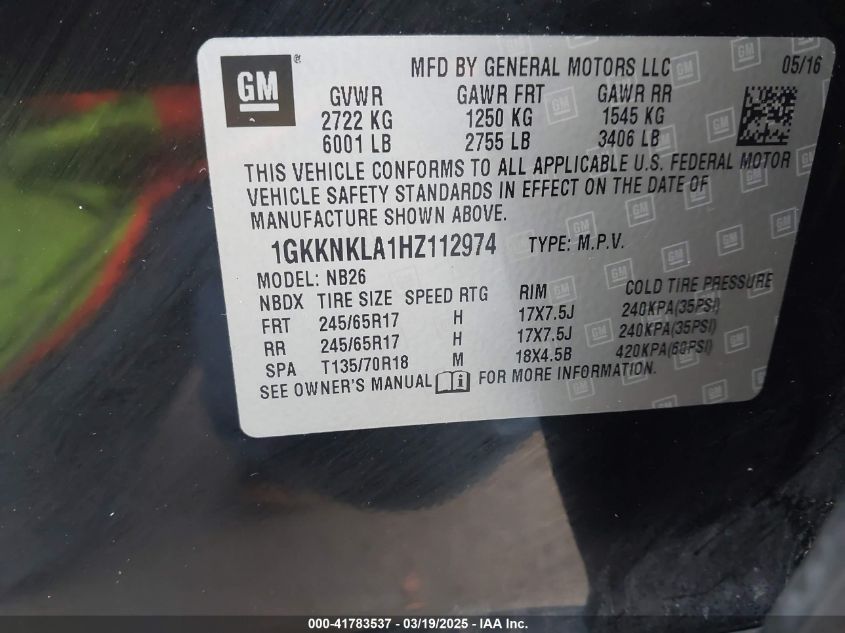 GM
MFD BY GENERAL MOTORS LLC 05/16
GVWR GAWR FRT GAWR RR
2722 KG 1250 KG 1545 KG
6001 LB 2755 LB 3406 LB
THIS VEHICLE CONFORMS TO ALL APPLICABLE U.S. FEDERAL MOTOR
VEHICLE SAFETY STANDARDS IN EFFECT ON THE DATE OF
MANUFACTURE SHOWN ABOVE.
1GKKNKLA1HZ112974 TYPE: M.P.V.
MODEL: NB26
NBDX TIRE SIZE SPEED RTG RIM COLD TIRE PRESSURE
FRT 245/65R17 H 17X7.5J 240KPA(35PSI)
RR 245/65R17 H 17X7.5J 240KPA(35PSI)
SPA T135/70R18 M 18X4.5B 420KPA(60PSI)
SEE OWNER'S MANUAL FOR MORE INFORMATION.
000-41783537 - 03/19/2025 - IAA Inc.